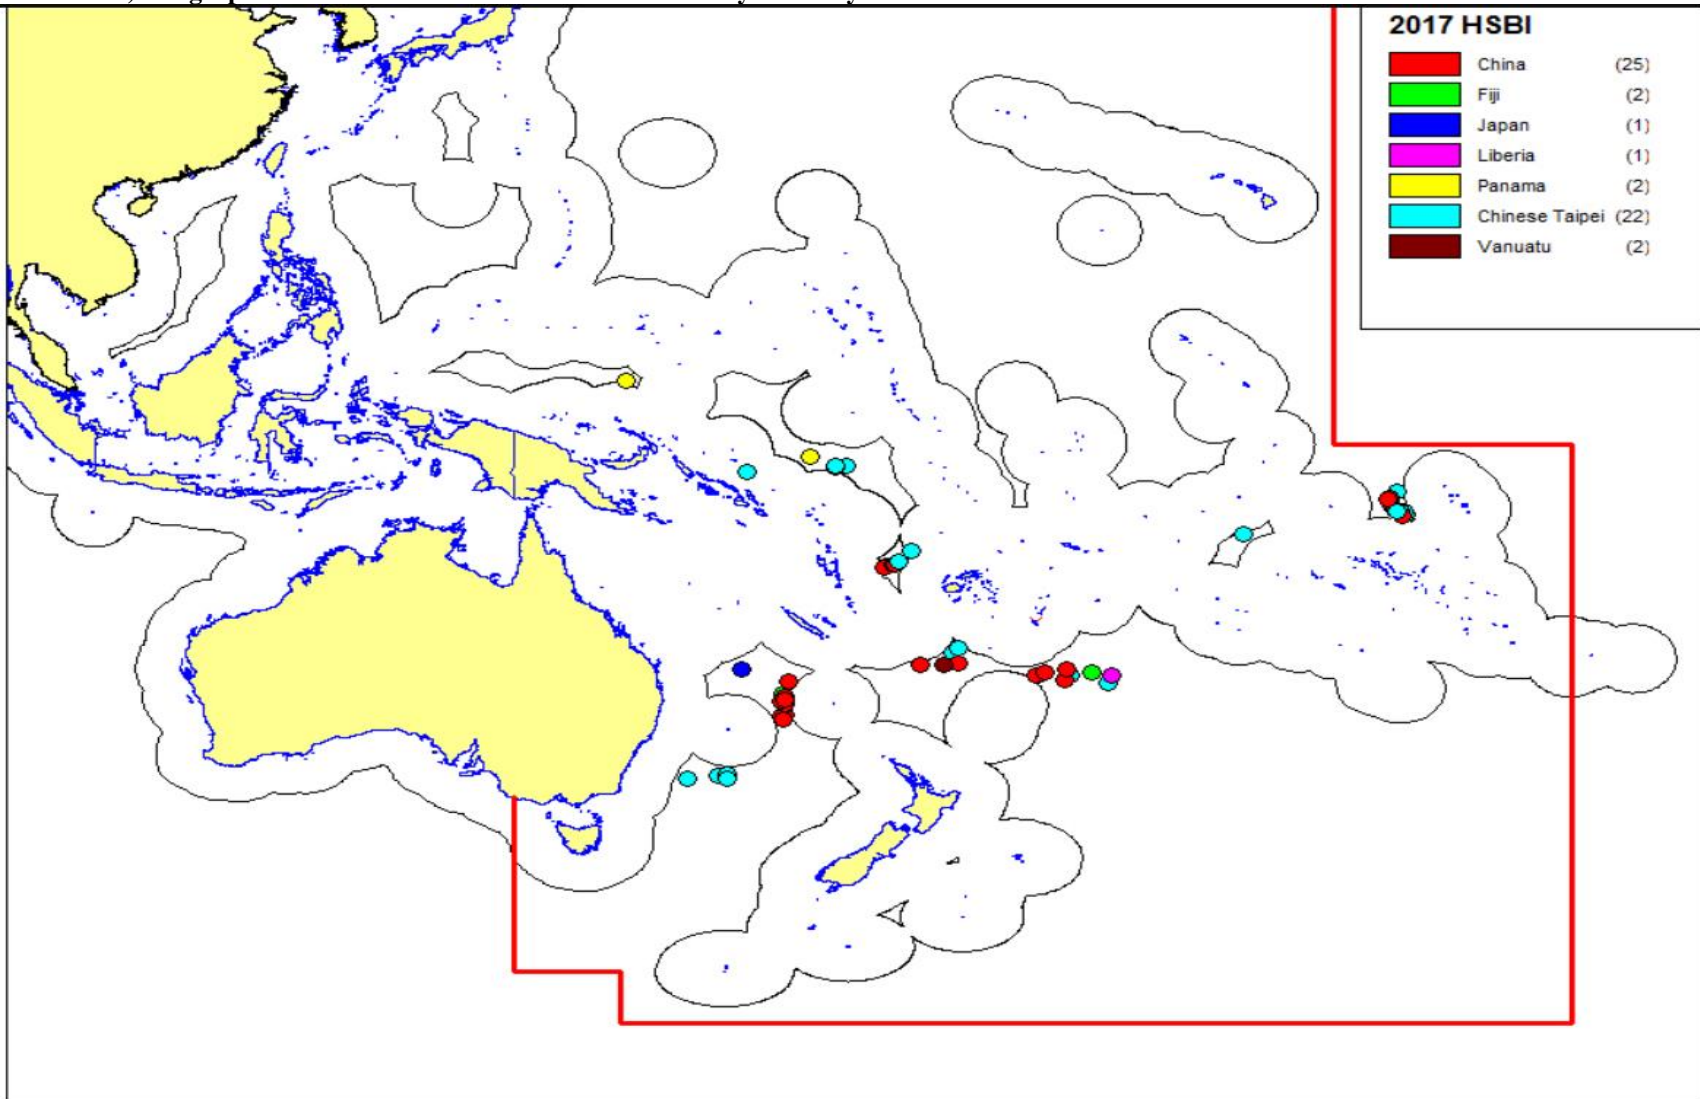 2017 HSBI
China (25)
Fiji (2)
Japan (1)
Liberia (1)
Panama (2)
Chinese Taipei (22)
Vanuatu (2)